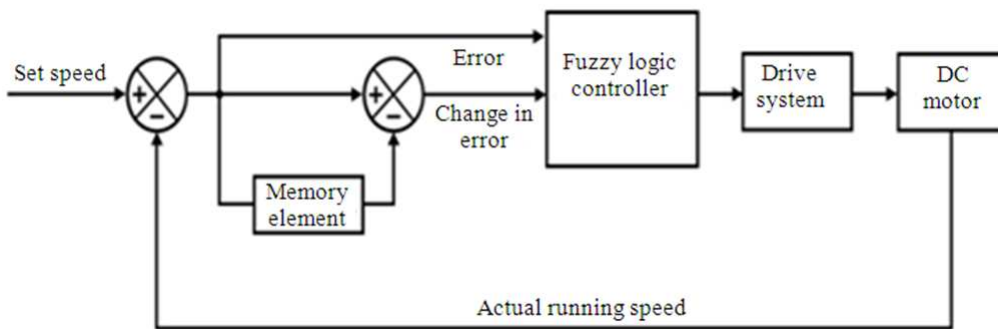 Set speed
+
−
+
−
Error
Change in
error
Memory
element
Fuzzy logic
controller
Drive
system
DC
motor
Actual running speed